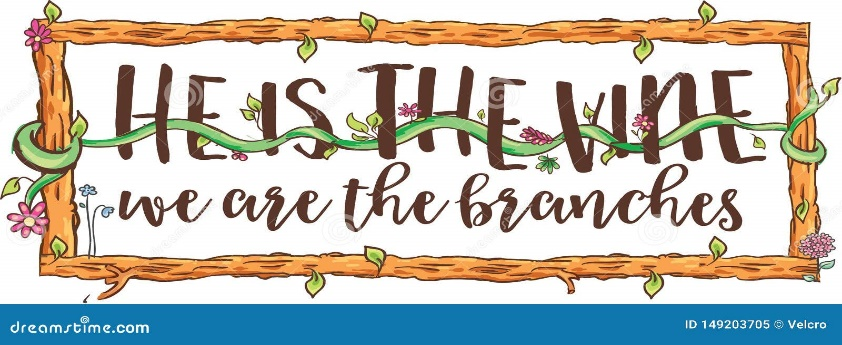 HE IS THE VINE
we are the branches
dreamstime.com
ID 149203705 © Velcro